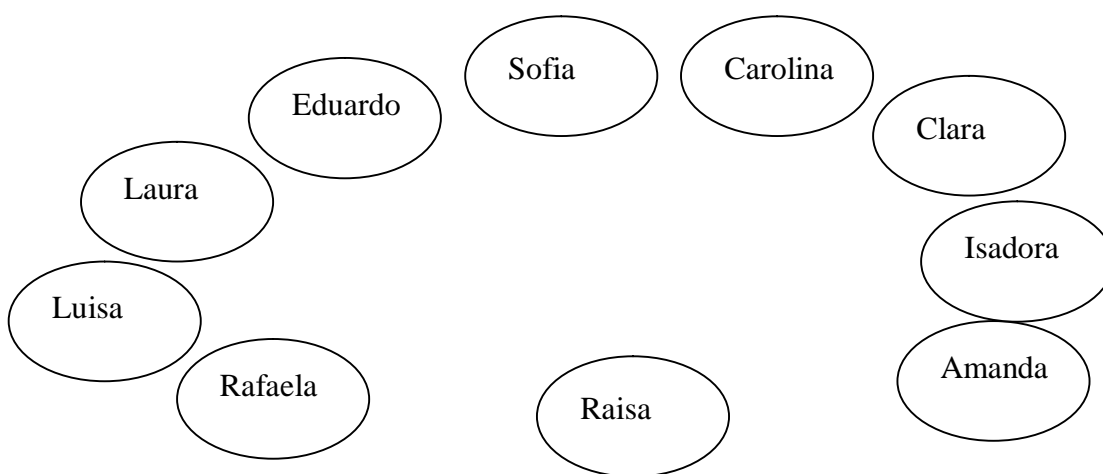 Sofia
Carolina
Eduardo
Clara
Laura
Isadora
Luisa
Amanda
Rafaela
Raisa